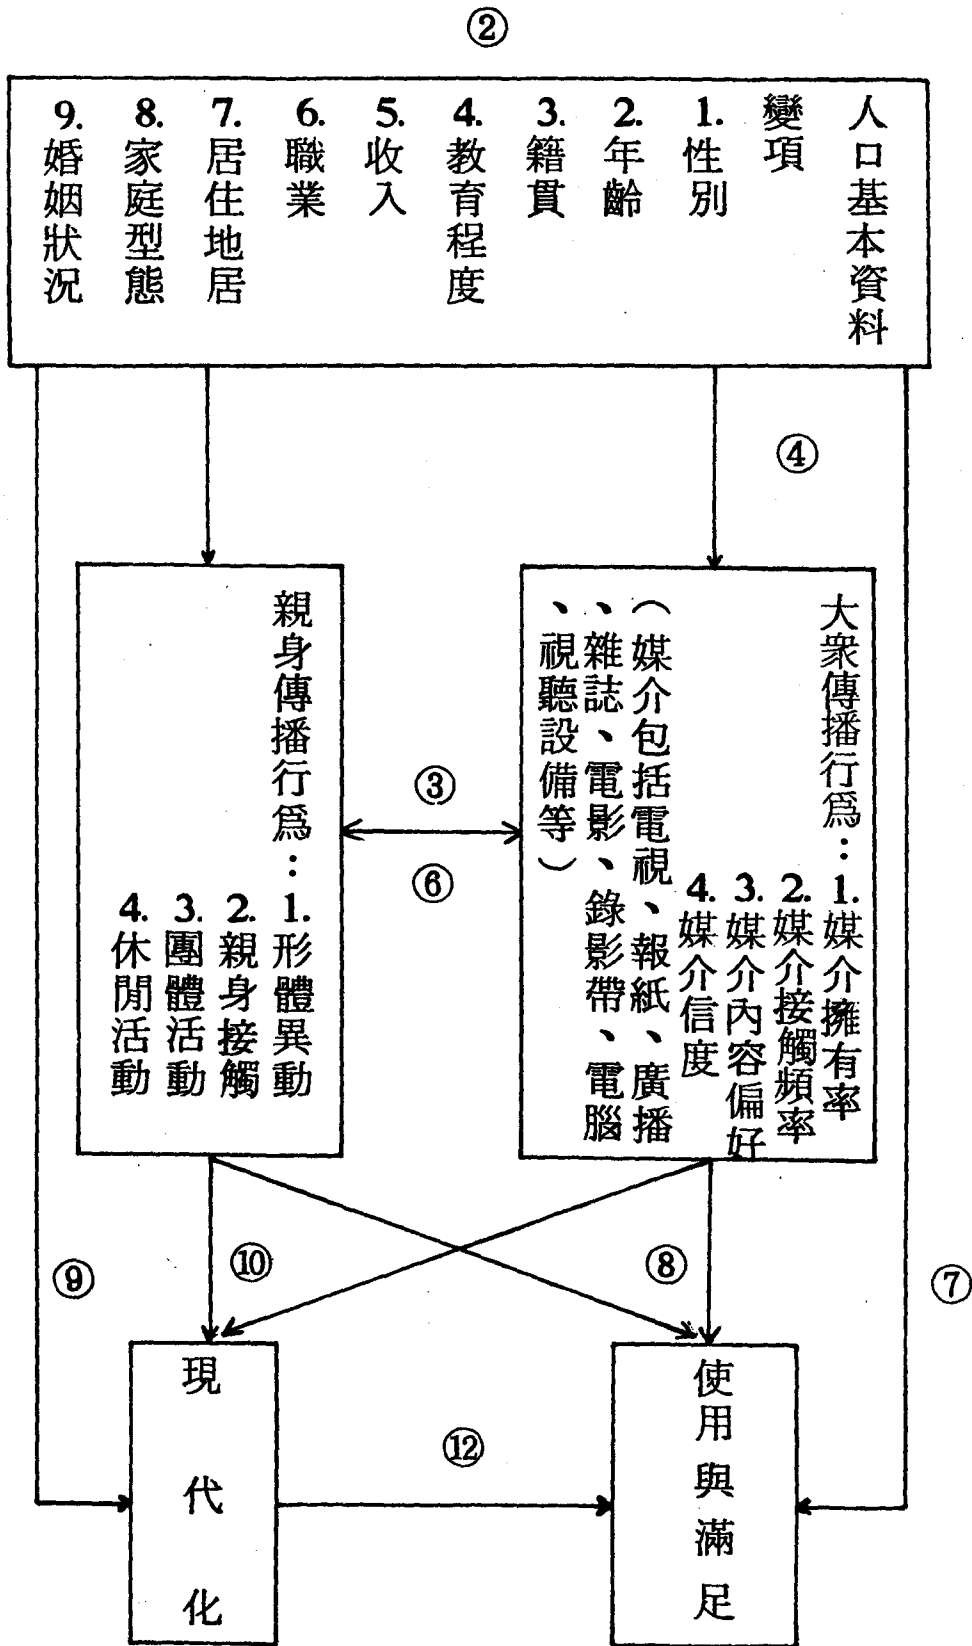 ②
人口基本資料
變項
1.性別
2.年齡
3.籍貫
4.教育程度
5.收入
6.職業
7.居住地居
8.家庭型態
9.婚姻狀況
④
大衆傳播行爲：1.媒介擁有率
2.媒介接觸頻率
3.媒介內容偏好
4.媒介信度
（媒介包括電視、報紙、廣播
、雜誌、電影、錄影帶、電腦
、視聽設備等）
③
⑥
親身傳播行爲：1.形體異動
2.親身接觸
3.團體活動
4.休閒活動
⑦
⑧
⑩
⑨
使用與滿足
⑫
現代化